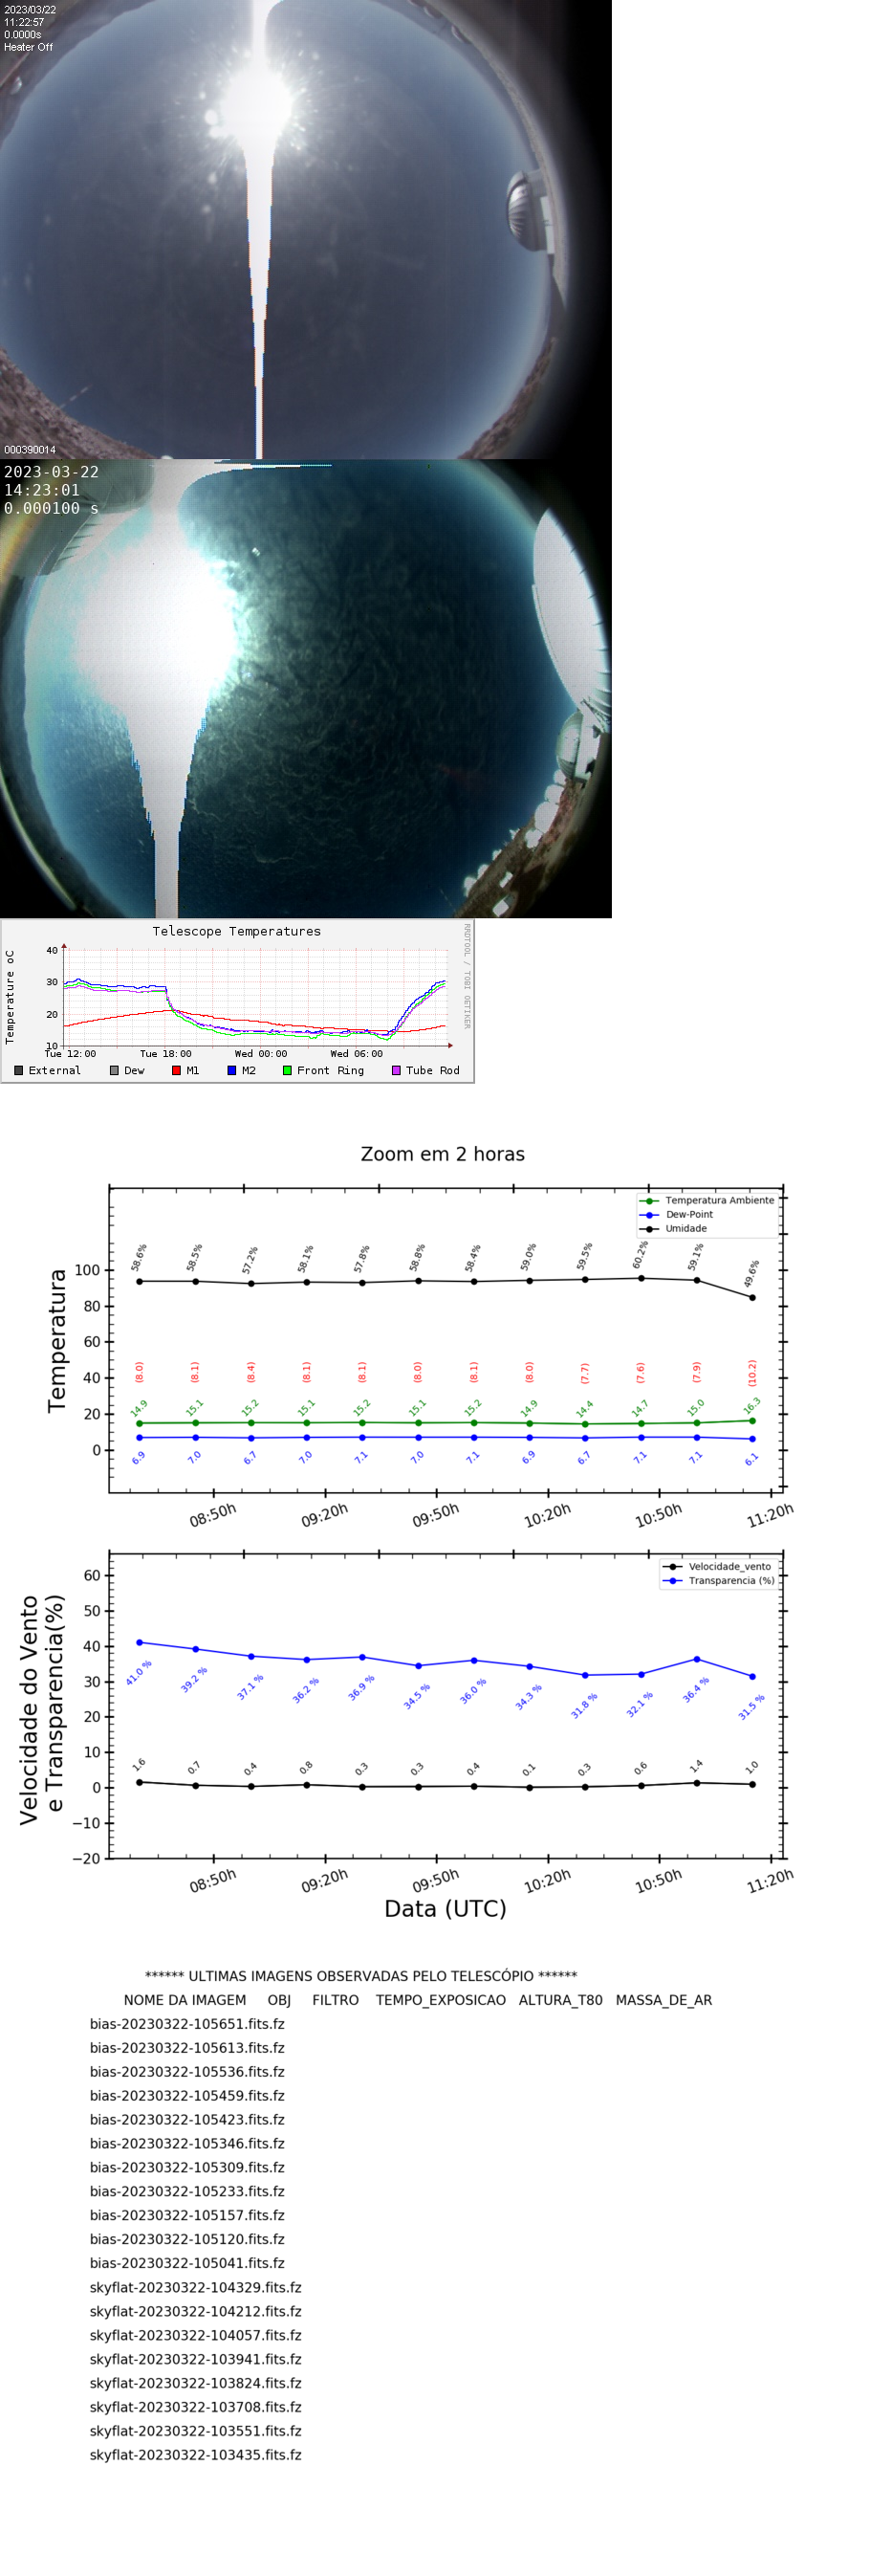 2023/03/22
11:22:57
0.0000s
Heater Off
000390014
2023-03-22
14:23:01
0.000100 s
Telescope Temperatures
RRDTOOL / TOBI OETIKER
Temperature oC
40
30
20
10
Tue 12:00 Tue 18:00 Wed 00:00 Wed 06:00
External Dew M1 M2 Front Ring Tube Rod
Zoom em 2 horas
Temperatura Ambiente
Dew-Point
Umidade
Temperatura
100
80
60
40
20
0
58.6% 58.5% 57.2% 58.1% 57.8% 58.8% 58.4% 59.0% 59.5% 60.2% 59.1% 49.6%
(8.0) (8.1) (8.4) (8.1) (8.1) (8.0) (8.1) (8.0) (7.7) (7.6) (7.9) (10.2)
14.9 15.1 15.2 15.1 15.2 15.1 15.2 14.9 14.4 14.7 15.0 16.3
6.9 7.0 6.7 7.0 7.1 7.0 7.1 6.9 6.7 7.1 7.1 6.1
08:50h 09:20h 09:50h 10:20h 10:50h 11:20h
Velocidade_vento
Transparencia (%)
Velocidade do Vento
e Transparencia(%)
60
50
40
30
20
10
0
−10
−20
41.0 % 39.2 % 37.1 % 36.2 % 36.9 % 34.5 % 36.0 % 34.3 % 31.8 % 32.1 % 36.4 % 31.5 %
1.6 0.7 0.4 0.8 0.3 0.3 0.4 0.1 0.3 0.6 1.4 1.0
08:50h 09:20h 09:50h 10:20h 10:50h 11:20h
Data (UTC)
****** ULTIMAS IMAGENS OBSERVADAS PELO TELESCÓPIO ******
NOME DA IMAGEM OBJ FILTRO TEMPO_EXPOSICAO ALTURA_T80 MASSA_DE_AR
bias-20230322-105651.fits.fz
bias-20230322-105613.fits.fz
bias-20230322-105536.fits.fz
bias-20230322-105459.fits.fz
bias-20230322-105423.fits.fz
bias-20230322-105346.fits.fz
bias-20230322-105309.fits.fz
bias-20230322-105233.fits.fz
bias-20230322-105157.fits.fz
bias-20230322-105120.fits.fz
bias-20230322-105041.fits.fz
skyflat-20230322-104329.fits.fz
skyflat-20230322-104212.fits.fz
skyflat-20230322-104057.fits.fz
skyflat-20230322-103941.fits.fz
skyflat-20230322-103824.fits.fz
skyflat-20230322-103708.fits.fz
skyflat-20230322-103551.fits.fz
skyflat-20230322-103435.fits.fz